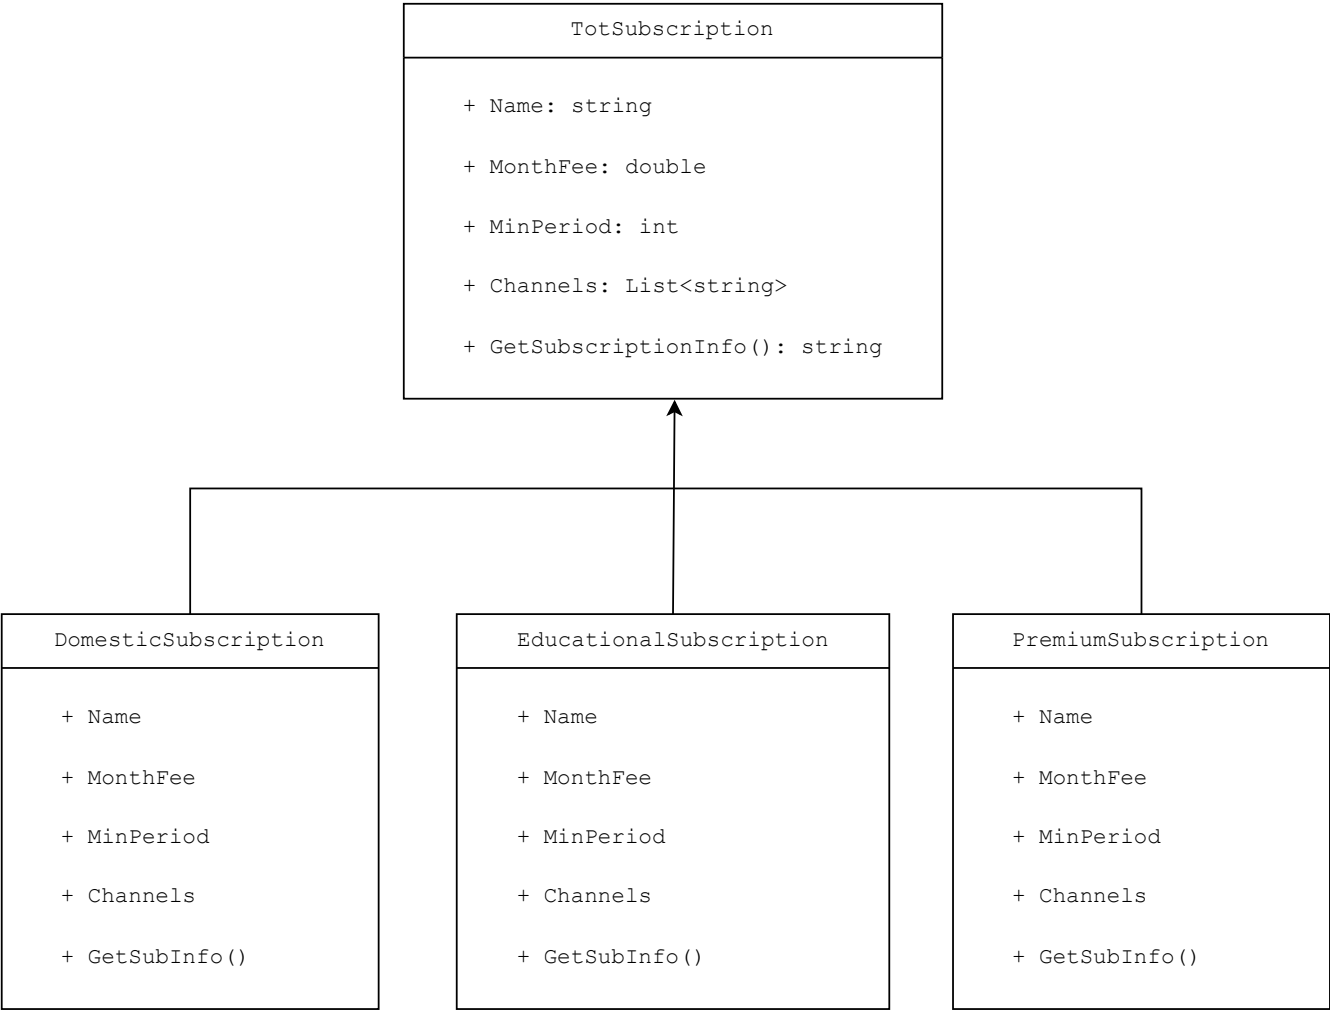 TotSubscription
+ Name: string
+ MonthFee: double
+ MinPeriod: int
+ Channels: List<string>
+ GetSubscriptionInfo(): string
DomesticSubscription
+ Name
+ MonthFee
+ MinPeriod
+ Channels
+ GetSubInfo()
EducationalSubscription
+ Name
+ MonthFee
+ MinPeriod
+ Channels
+ GetSubInfo()
PremiumSubscription
+ Name
+ MonthFee
+ MinPeriod
+ Channels
+ GetSubInfo()